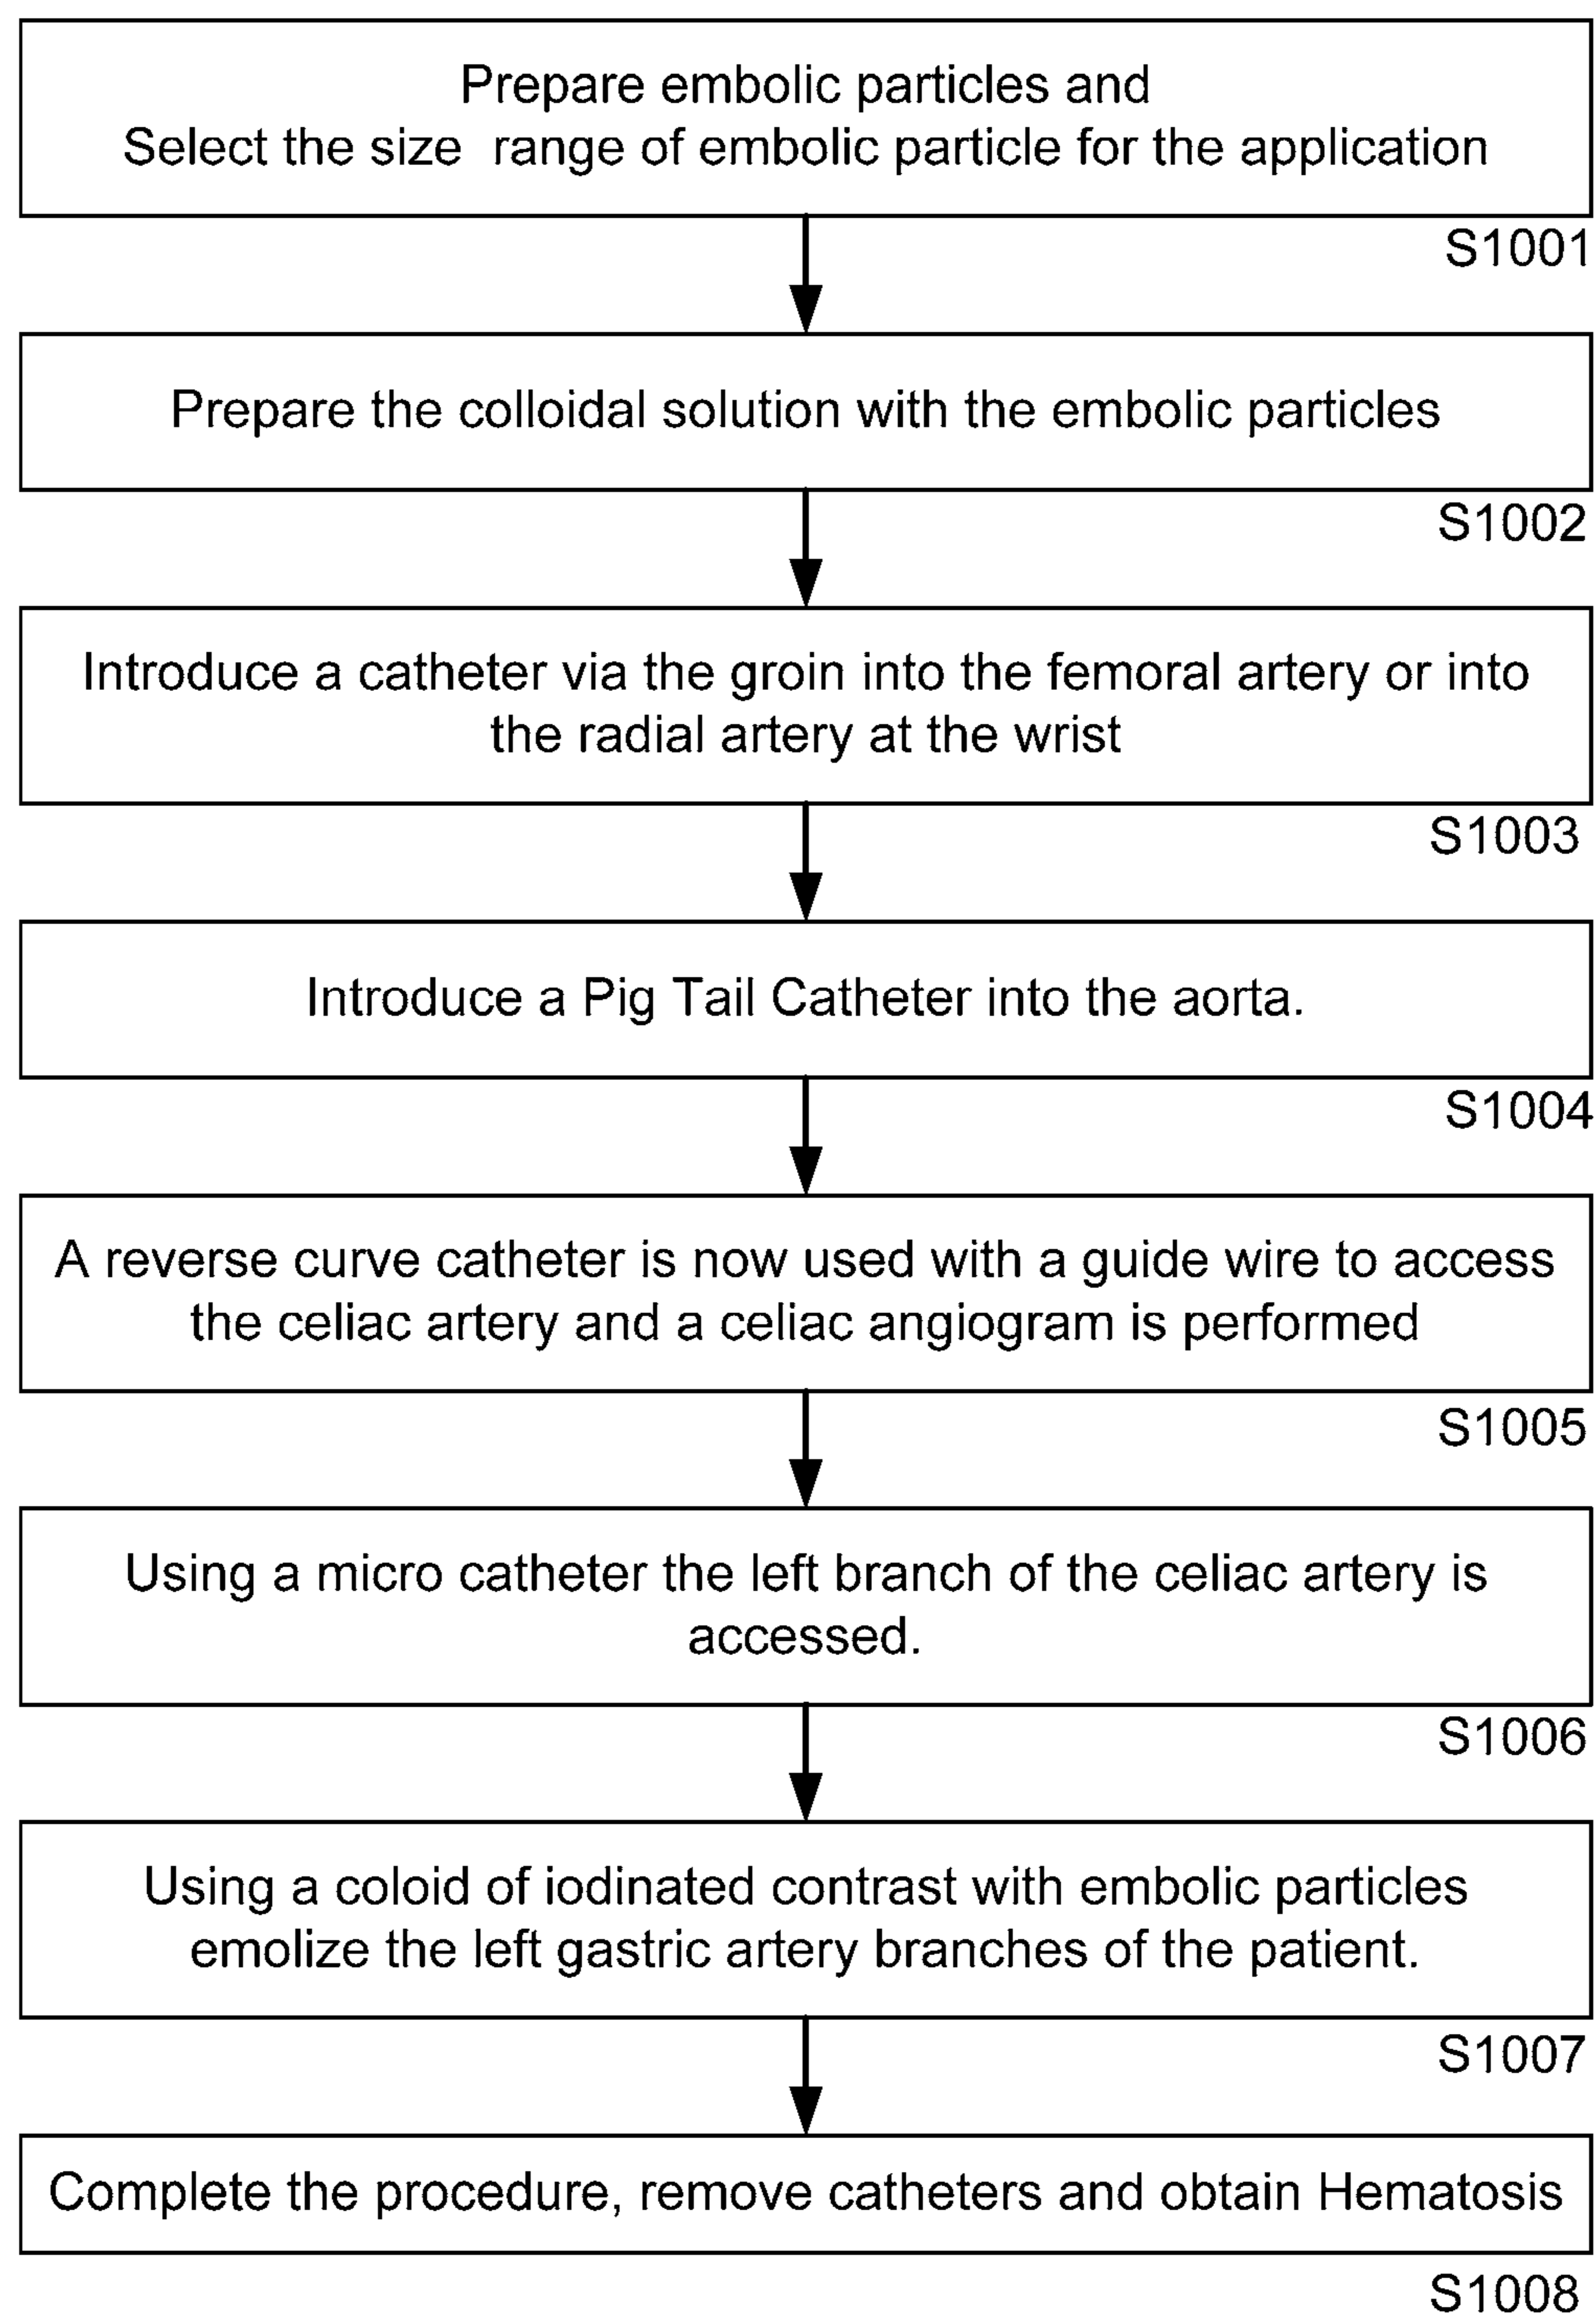 Prepare embolic particles and
Select the size range of embolic particle for the application
S1001
Prepare the colloidal solution with the embolic particles
S1002
Introduce a catheter via the groin into the femoral artery or into
the radial artery at the wrist
S1003
Introduce a Pig Tail Catheter into the aorta.
S1004
A reverse curve catheter is now used with a guide wire to access
the celiac artery and a celiac angiogram is performed
S1005
Using a micro catheter the left branch of the celiac artery is
accessed.
S1006
Using a coloid of iodinated contrast with embolic particles
emolize the left gastric artery branches of the patient.
S1007
Complete the procedure, remove catheters and obtain Hematosis
S1008